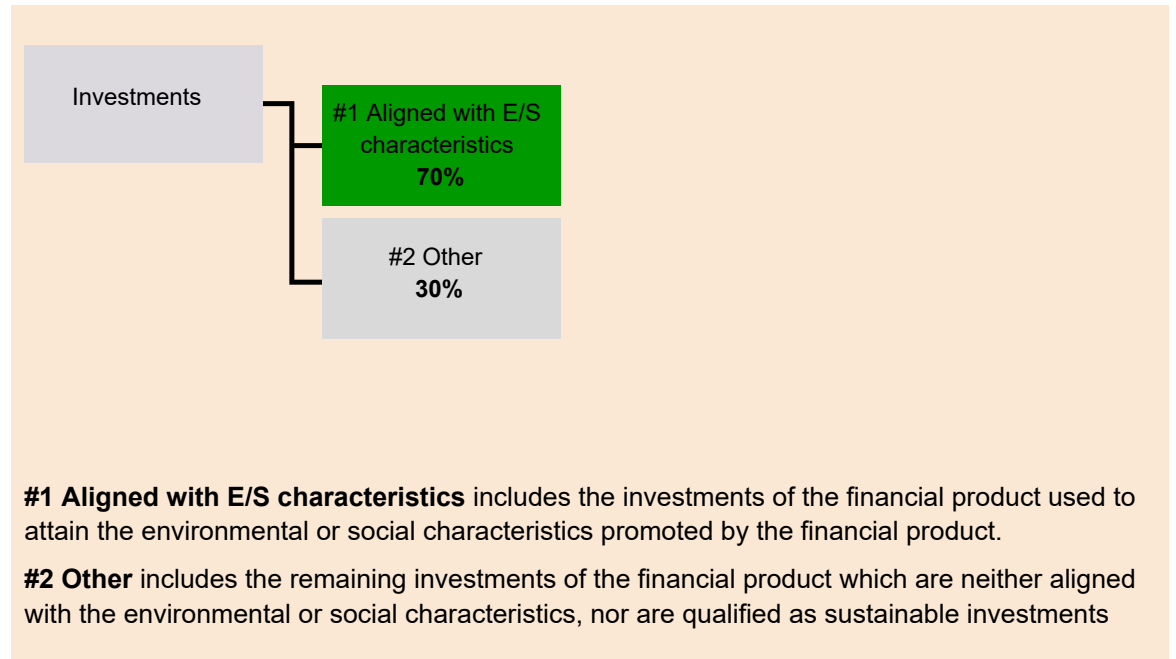 Investments
#1 Aligned with E/S
characteristics
70%
#2 Other
30%
#1 Aligned with E/S characteristics includes the investments of the financial product used to
attain the environmental or social characteristics promoted by the financial product.
#2 Other includes the remaining investments of the financial product which are neither aligned
with the environmental or social characteristics, nor are qualified as sustainable investments